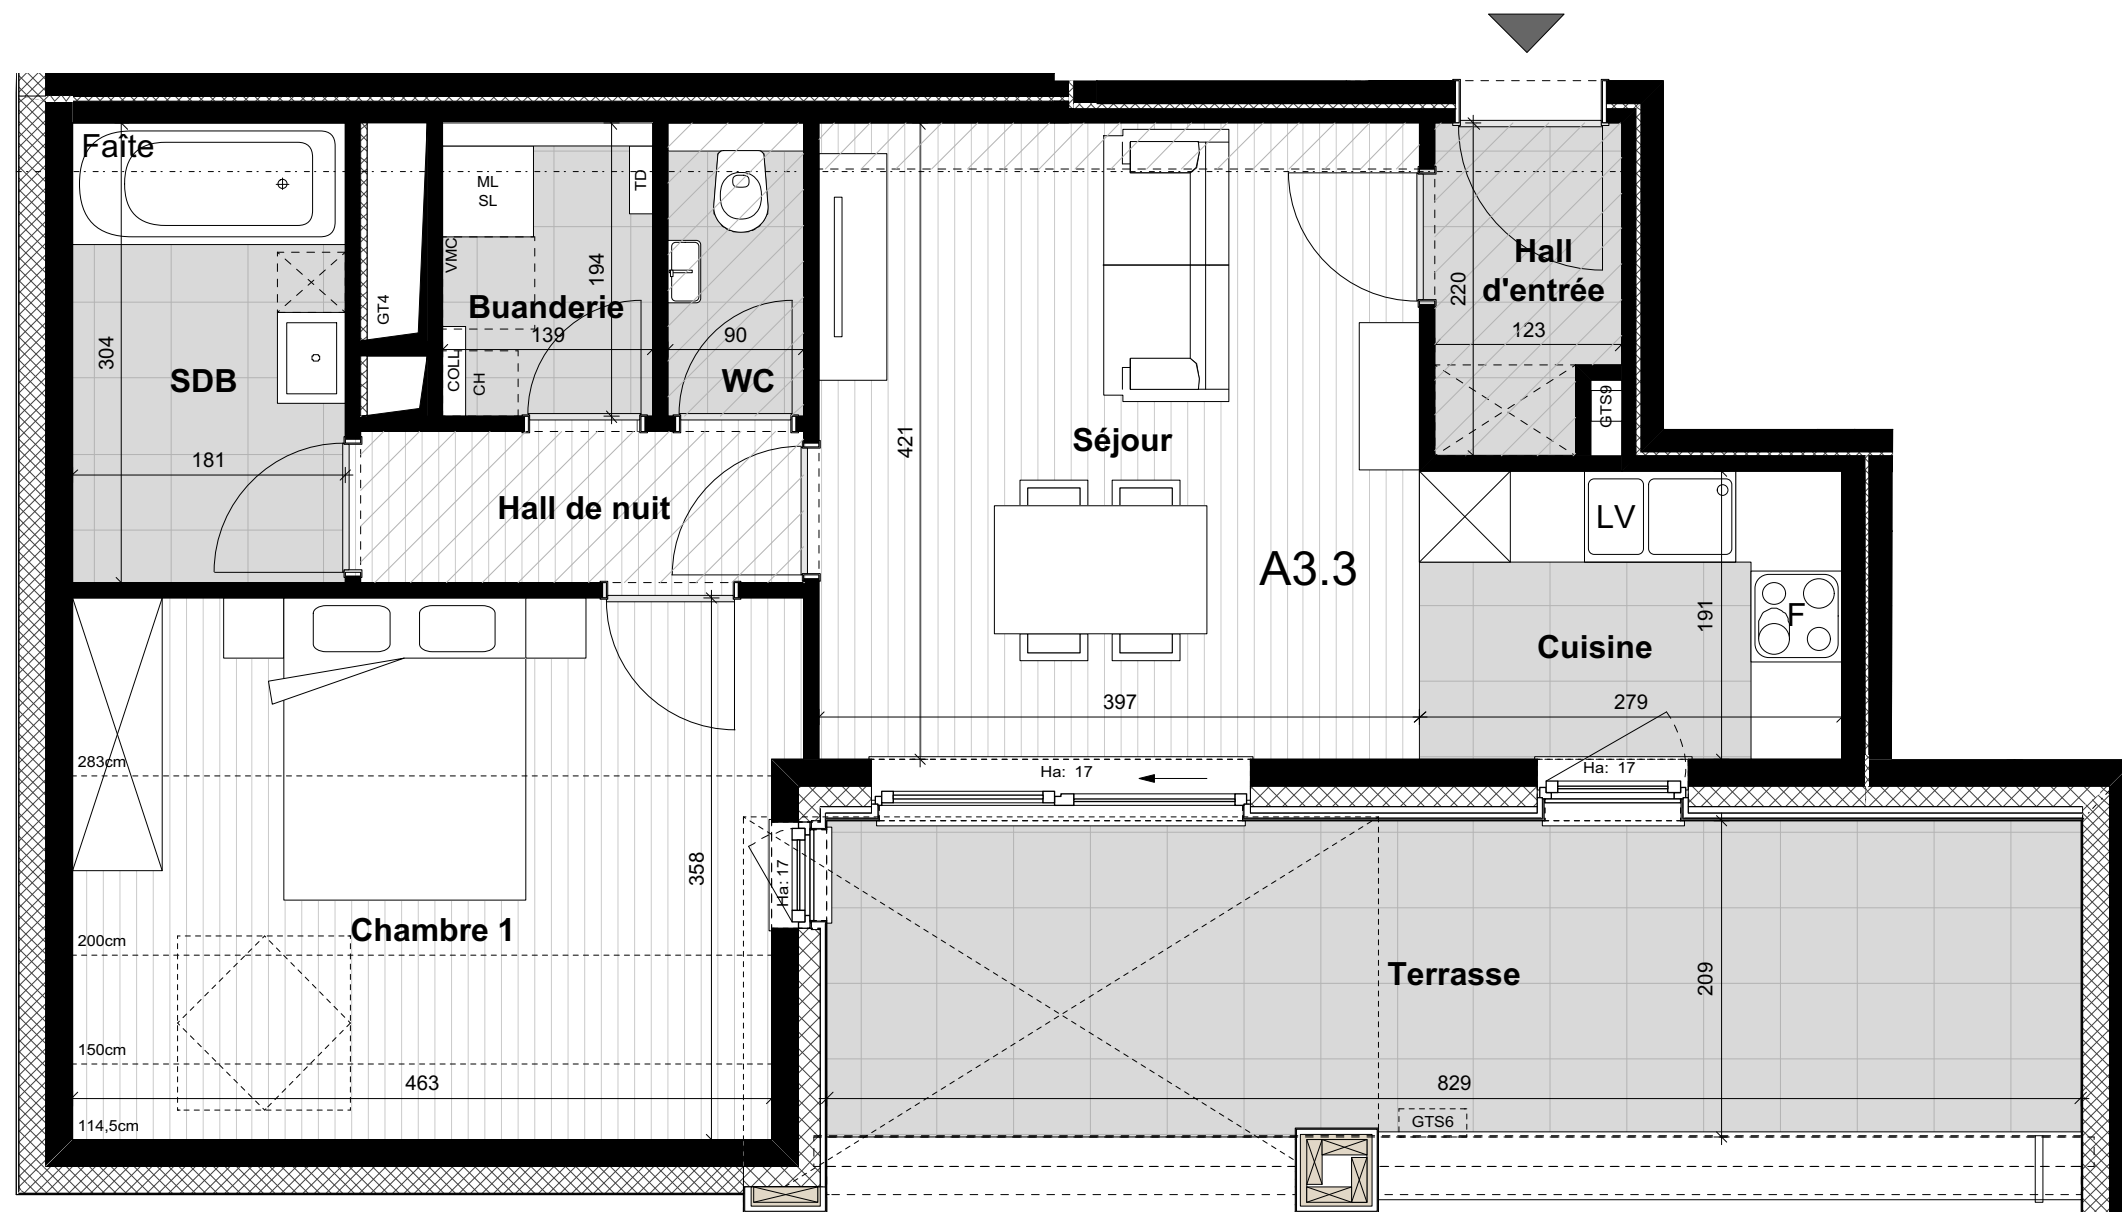 Faîte
ML
SL
TD
VMC
GT4
194
Buanderie
139
COLL
CH
90
WC
304
SDB
181
Hall de nuit
421
Séjour
Hall
d'entrée
220
123
GTS9
A3.3
LV
191
F
Cuisine
397
279
Ha: 17
Ha: 17
283cm
358
Ha: 17
Chambre 1
200cm
150cm
463
114,5cm
Terrasse
209
829
GTS6